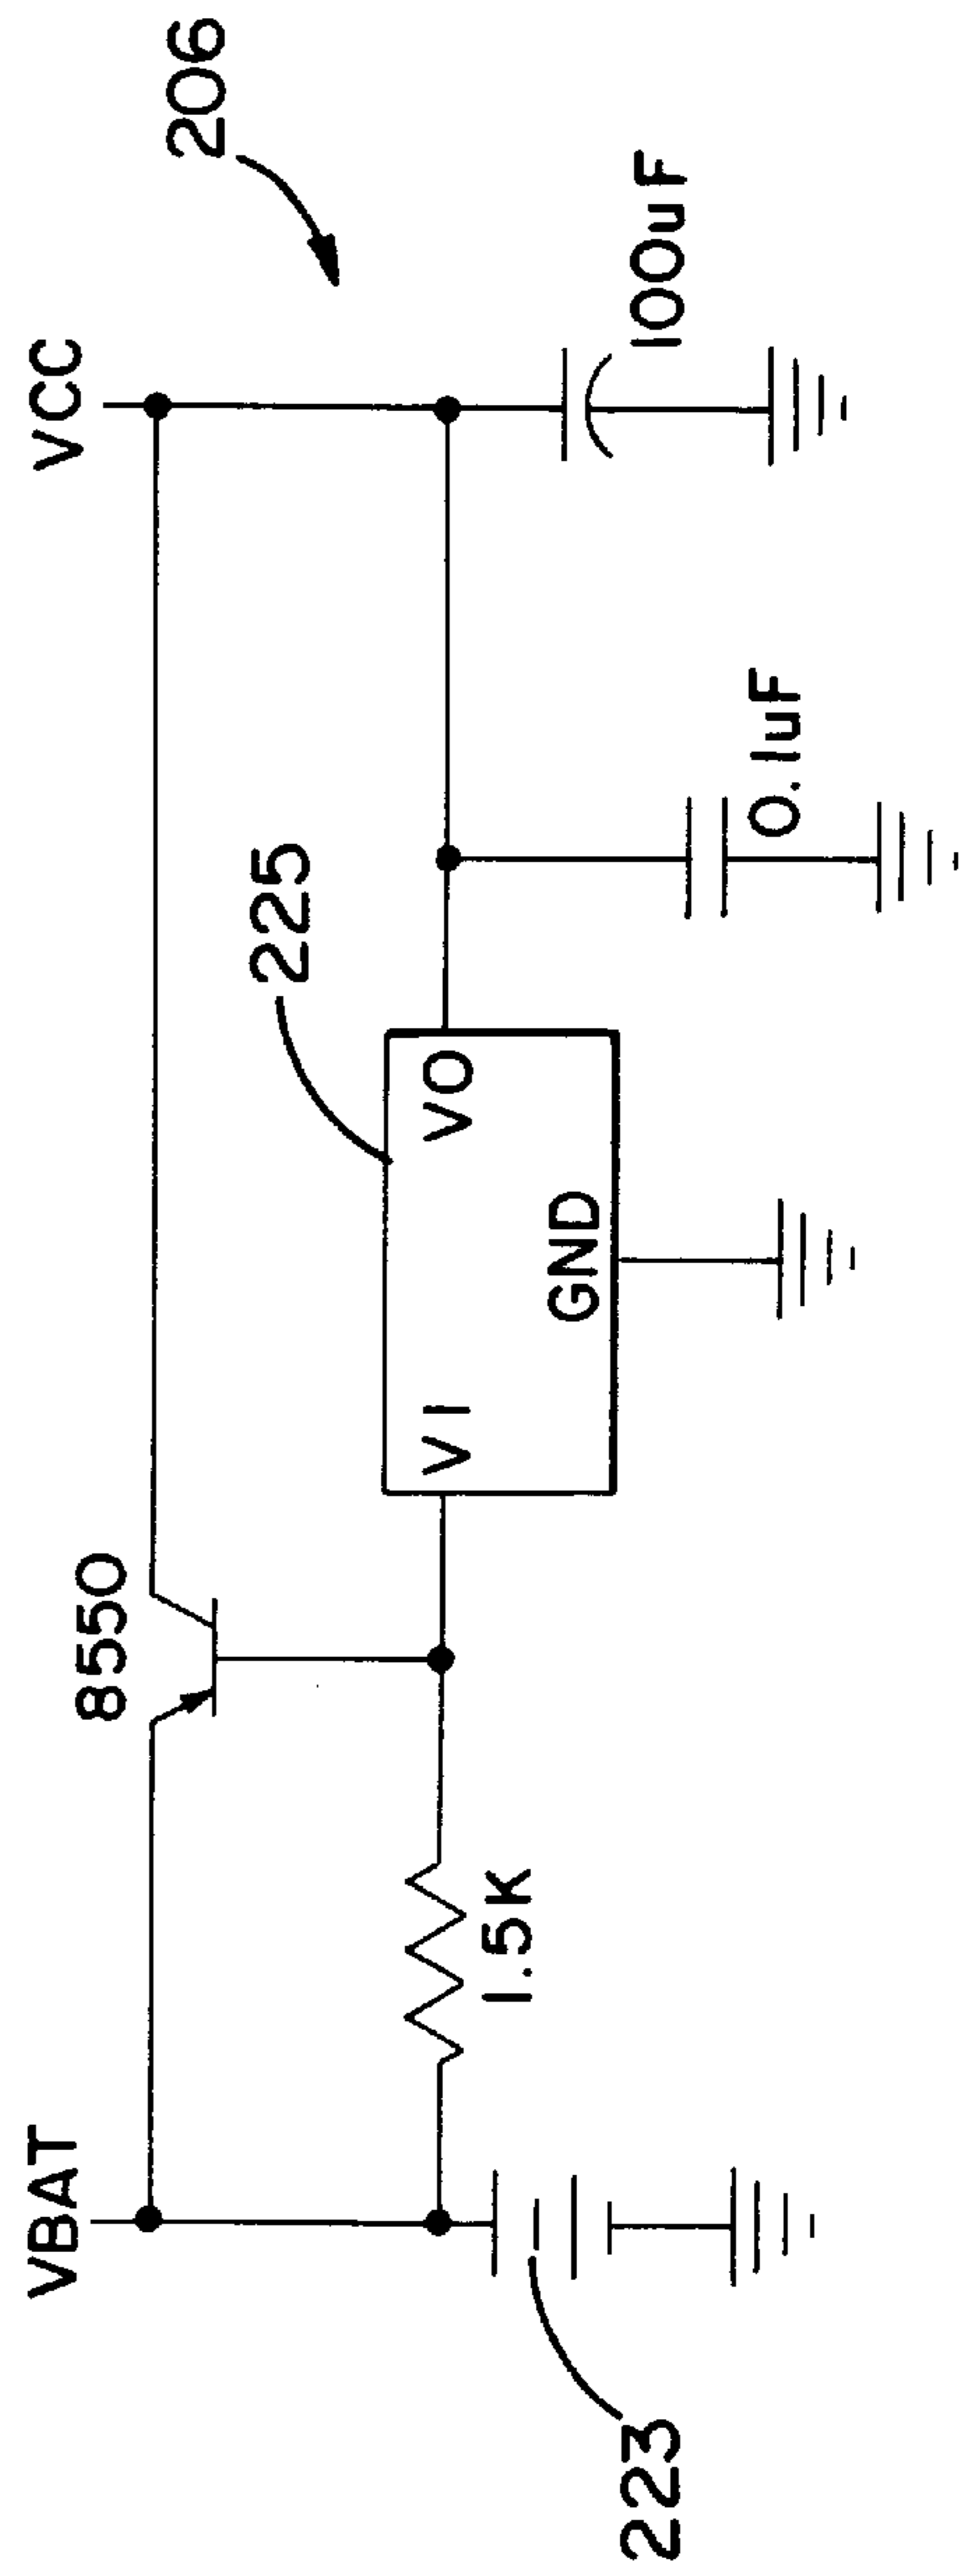 206
VBAT
8550
VCC
225
VI
VO
GND
1.5K
0.1uF
100uF
223